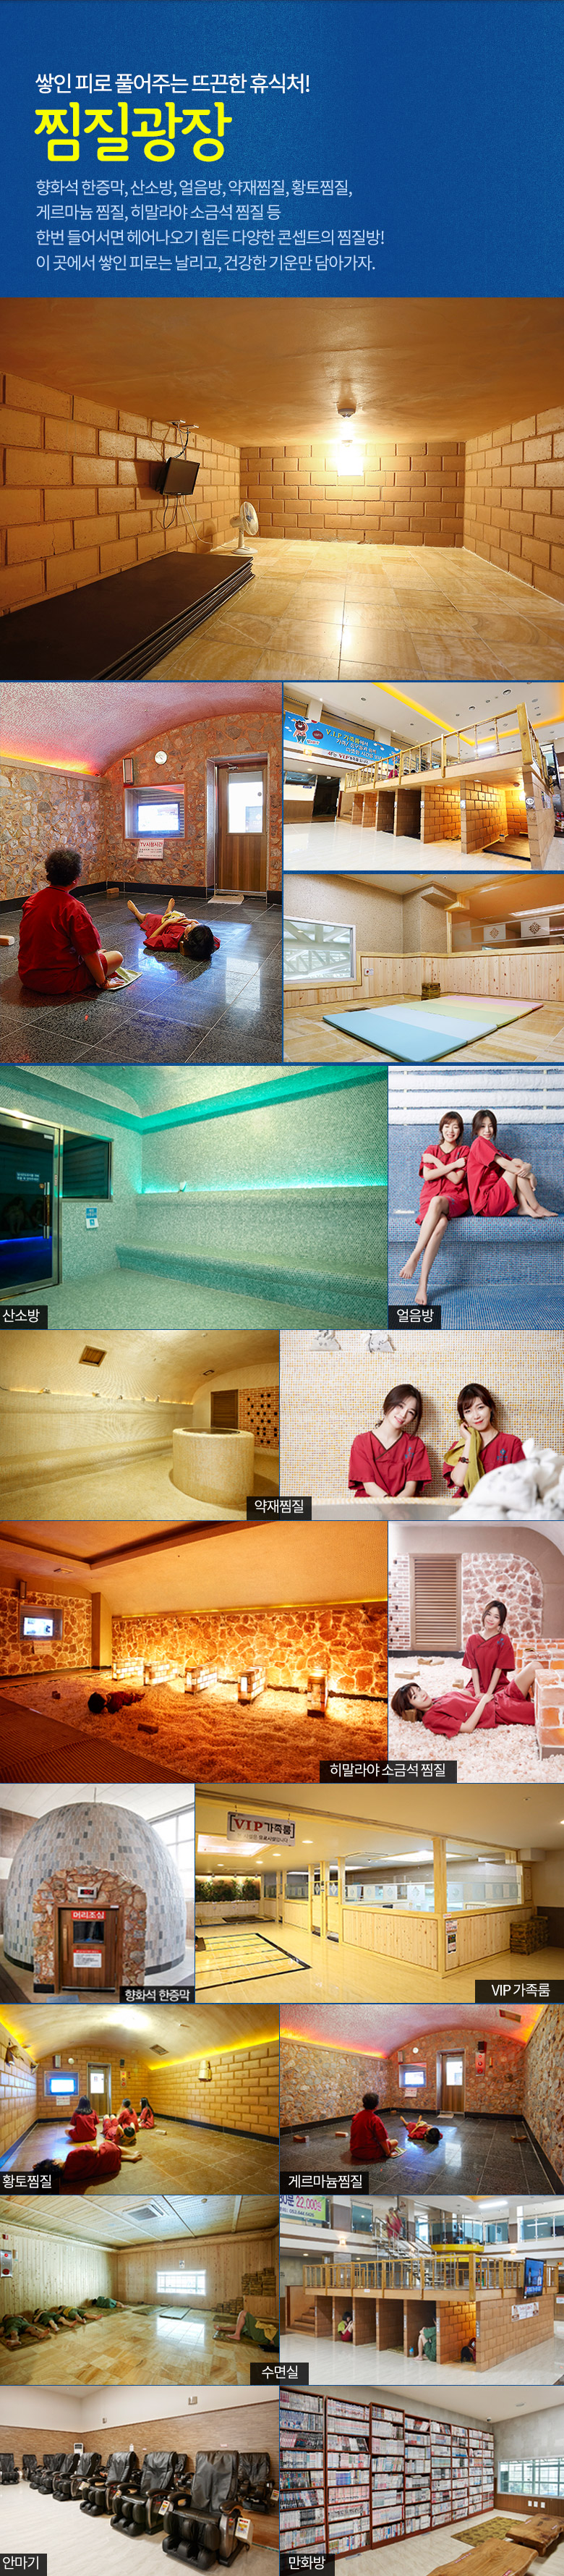 쌓인 피로 풀어주는 뜨끈한 휴식처!
찜질광장
향화석 한증막, 산소방, 얼음방, 약재찜질, 황토찜질,
게르마늄 찜질, 히말라야 소금석 찜질 등
한번 들어서면 헤어나오기 힘든 다양한 콘셉트의 찜질방!
이 곳에서 쌓인 피로는 날리고, 건강한 기운만 담아가자.
V.I.P 가족룸에서
TV시청시간
산소방
얼음방
약재찜질
히말라야 소금석 찜질
VIP가족룸
머리조심
향화석 한증막
VIP 가족룸
황토찜질
게르마늄찜질
22,000
수면실
안마기
만화방